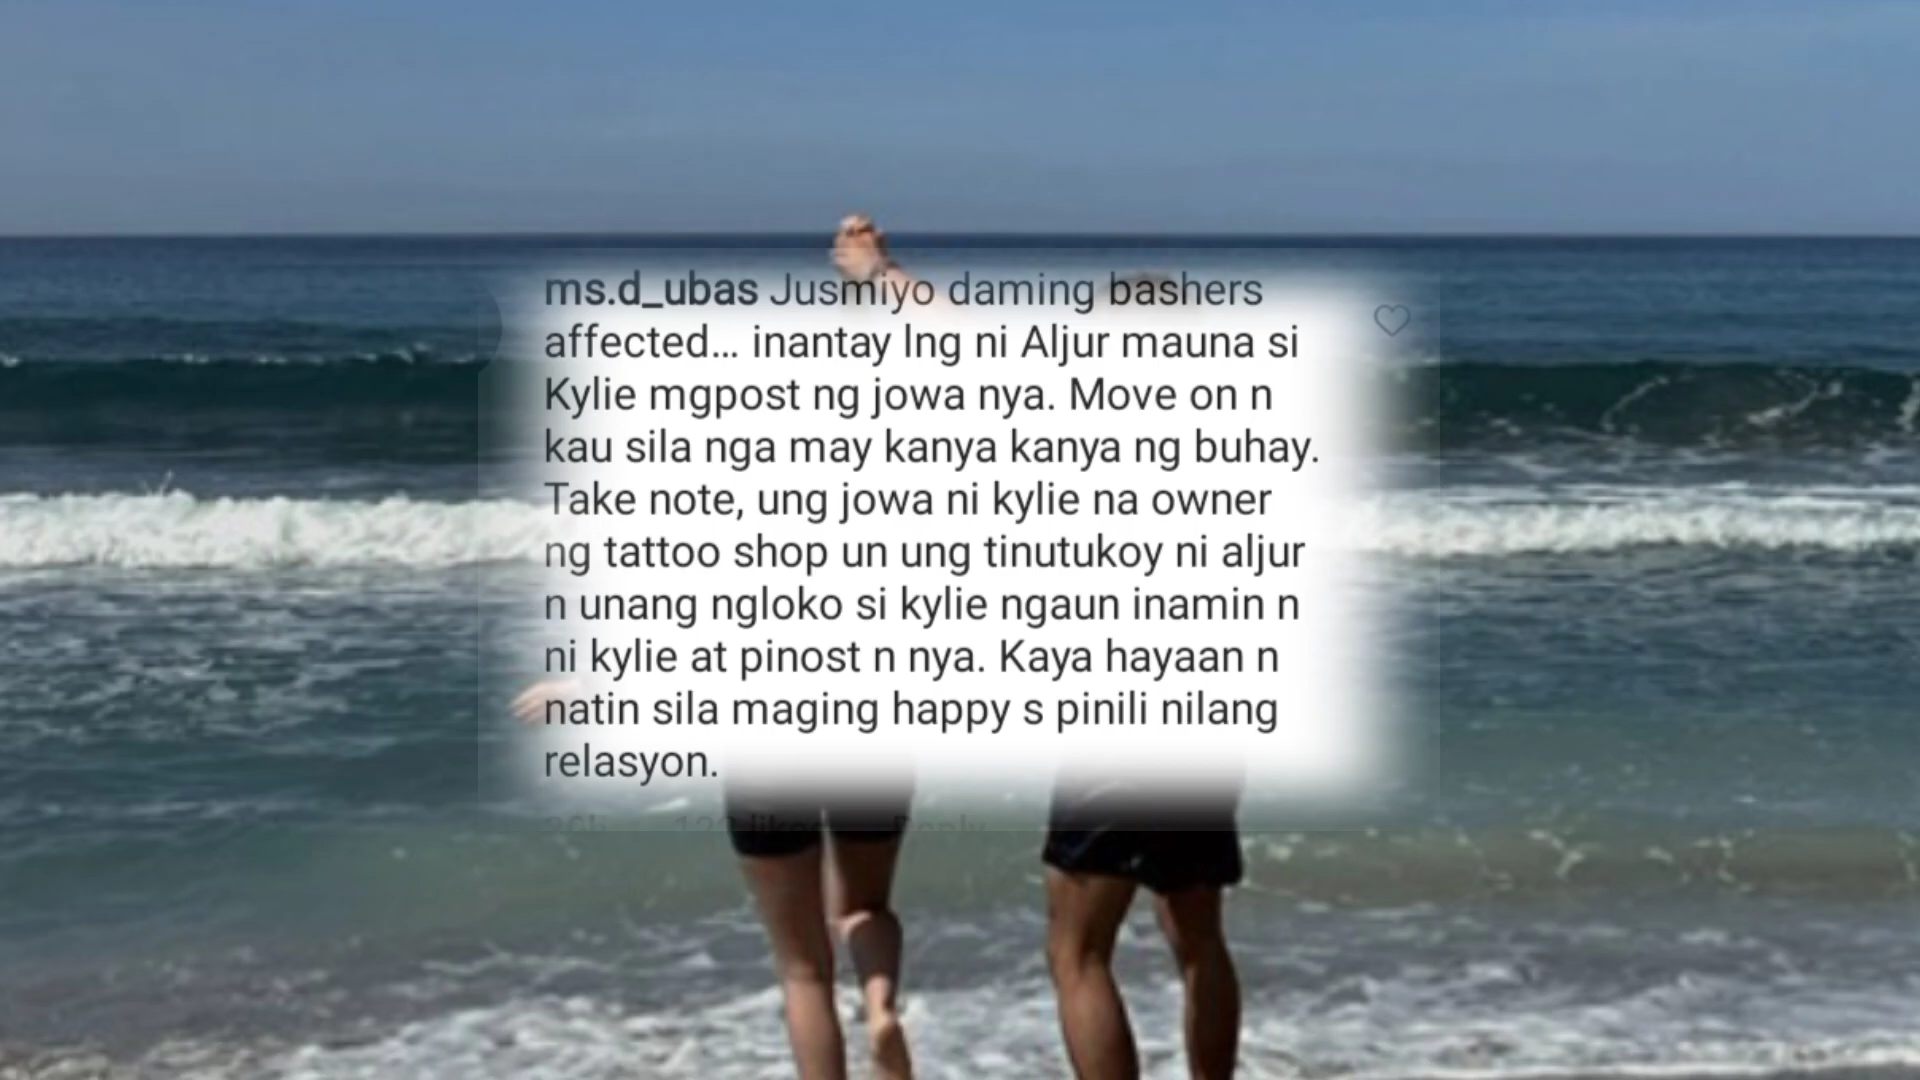 ms.d_ubas Jusmiyo daming bashers
affected... inantay lng ni Aljur mauna si
Kylie mgpost ng jowa nya. Move on n
kau sila nga may kanya kanya ng buhay.
Take note, ung jowa ni kylie na owner
ng tattoo shop un ung tinutukoy ni aljur
n unang ngloko si kylie ngaun inamin n
ni kylie at pinost n nya. Kaya hayaan n
natin sila maging happy s pinili nilang
relasyon.
likes Reply